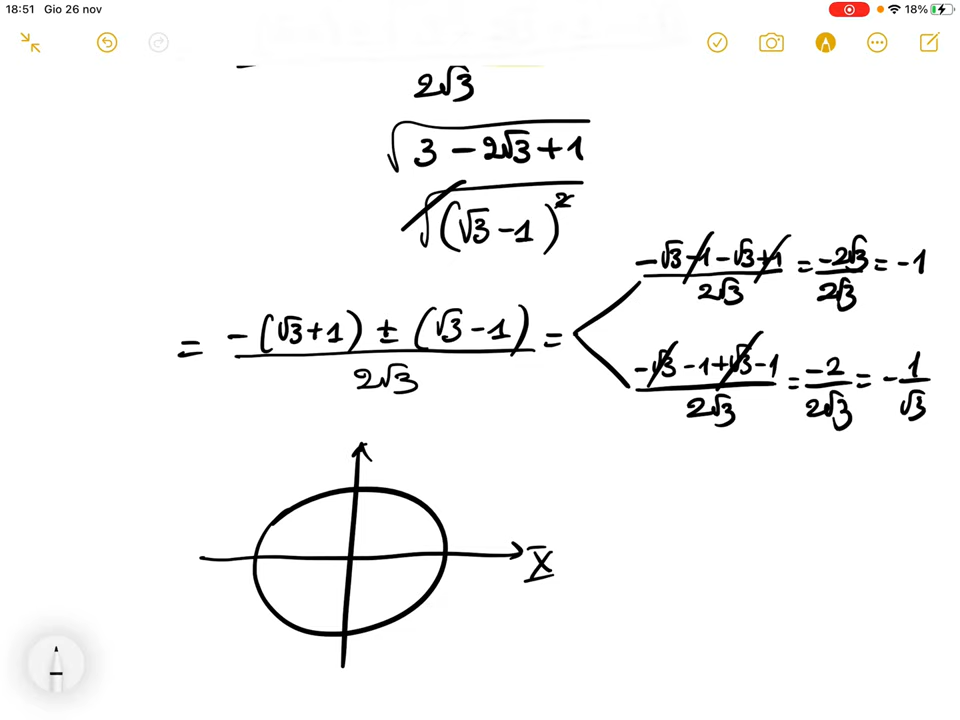 18:51 Gio 26 nov 18%
2√3
√(3 − 2√3 + 1)
√((√3 − 1)²)
= (−(√3+1) ± (√3−1)) / (2√3) =
(−√3 − 1 − √3 + 1) / (2√3) = (−2√3) / (2√3) = −1
(−√3 − 1 + √3 − 1) / (2√3) = (−2) / (2√3) = − 1/√3
X